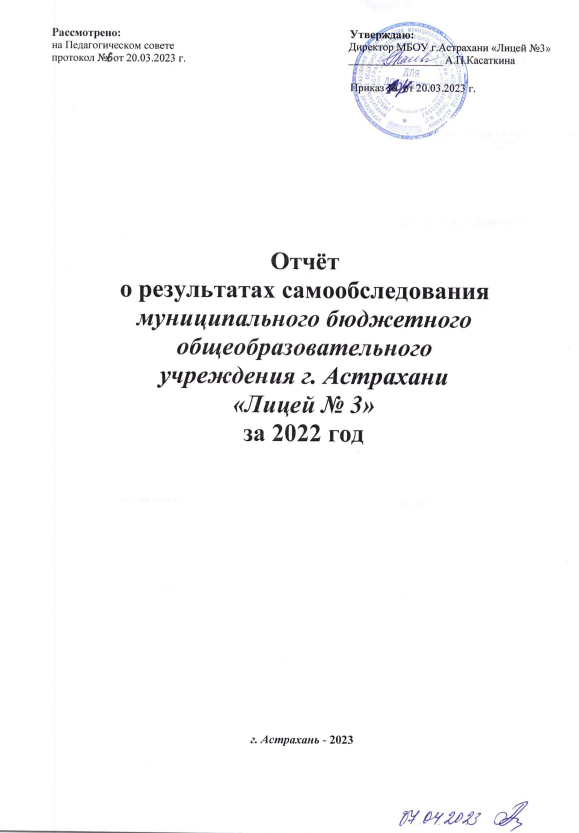 Рассмотрено:
на Педагогическом совете
протокол №6от 20.03.2023 г.
Утверждаю:
Директор МБОУ г.Астрахани «Лицей №3»
А.П.Касаткина
Приказ от 20.03.2023 г.
ДЛЯ
Отчёт
о результатах самообследования
муниципального бюджетного
общеобразовательного
учреждения г. Астрахани
«Лицей № 3»
за 2022 год
г. Астрахань - 2023
07.04.2023